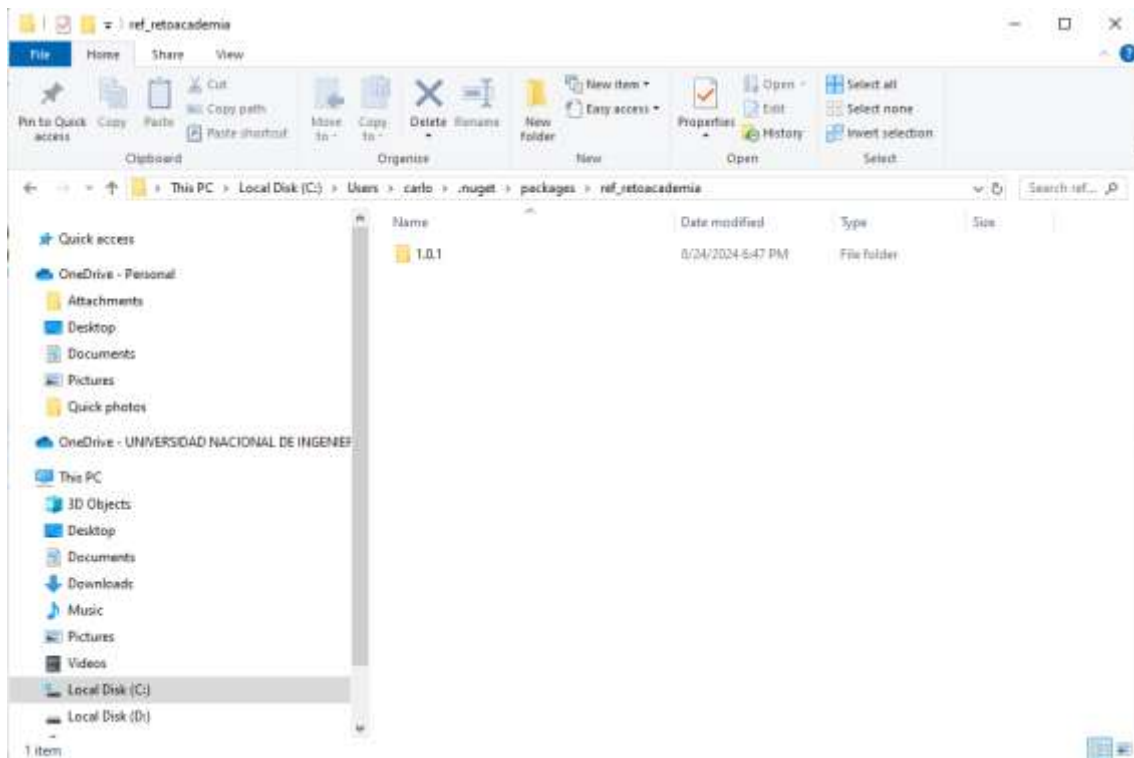 ref_retoacademia
File Home Share View
Pin to Quick access
Copy
Paste
Cut
Copy path
Paste shortcut
Clipboard
Move to
Copy to
Delete
Rename
Organize
New folder
New item
Easy access
New
Properties
Open
Edit
History
Open
Select all
Select none
Invert selection
Select
This PC > Local Disk (C:) > Users > carlo > .nuget > packages > ref_retoacademia
Search ref...
Name Date modified Type Size
1.0.1 8/24/2024 6:47 PM File folder
Quick access
OneDrive - Personal
Attachments
Desktop
Documents
Pictures
Quick photos
OneDrive - UNIVERSIDAD NACIONAL DE INGENIER
This PC
3D Objects
Desktop
Documents
Downloads
Music
Pictures
Videos
Local Disk (C:)
Local Disk (D:)
1 item